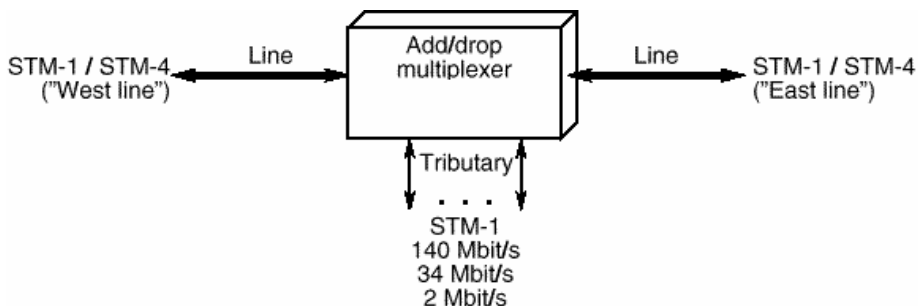 Add/drop
multiplexer
Line
STM-1 / STM-4
("West line")
Line
STM-1 / STM-4
("East line")
Tributary
. . .
STM-1
140 Mbit/s
34 Mbit/s
2 Mbit/s